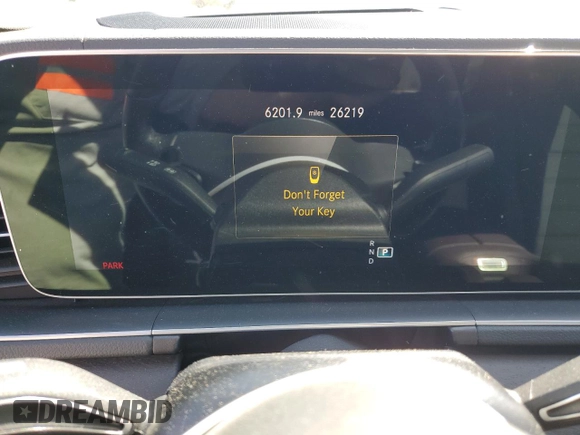 6201.9 miles 26219
Don't Forget
Your Key
R
N P
D
PARK
DREAMBID